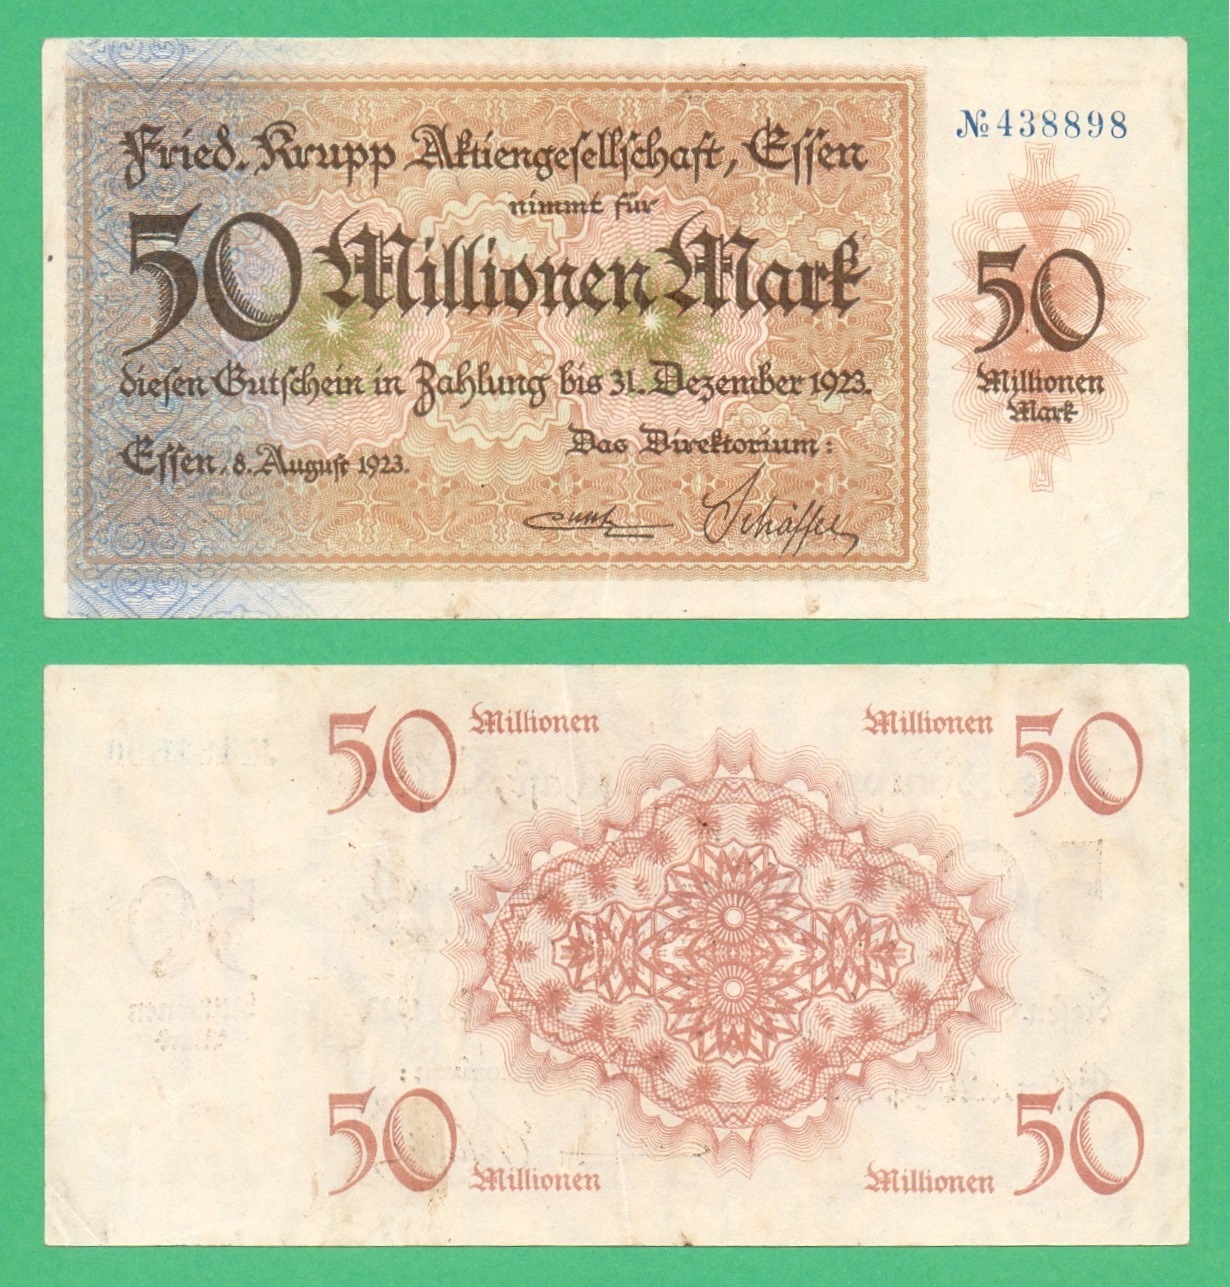 Fried. Krupp Aktiengesellschaft, Essen
nimmt für
50 Millionen Mark
diesen Gutschein in Zahlung bis 31. Dezember 1923.
Essen, 8. August 1923.
Das Direktorium:
Schäffer
№ 438898
50
Millionen
Mark
50 Millionen
Millionen 50
50 Millionen
Millionen 50